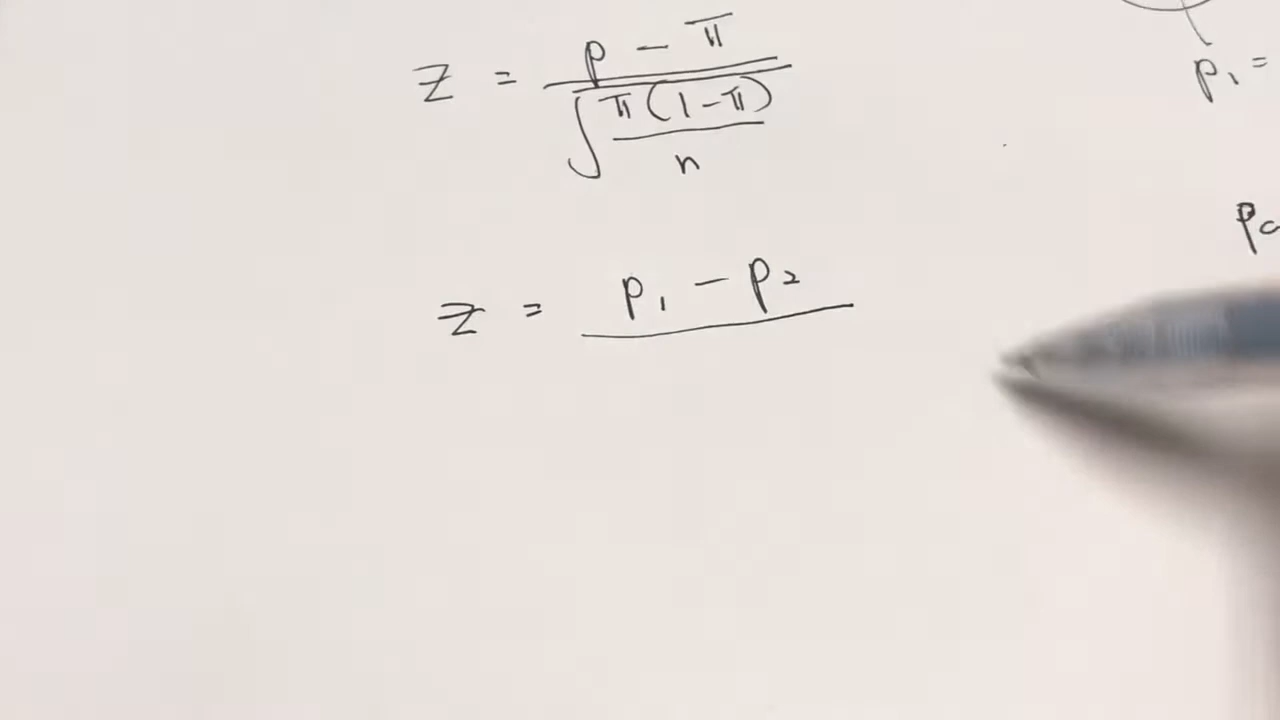 z = p - π / √(π(1-π) / n)
p₁ =
z = p₁ - p₂